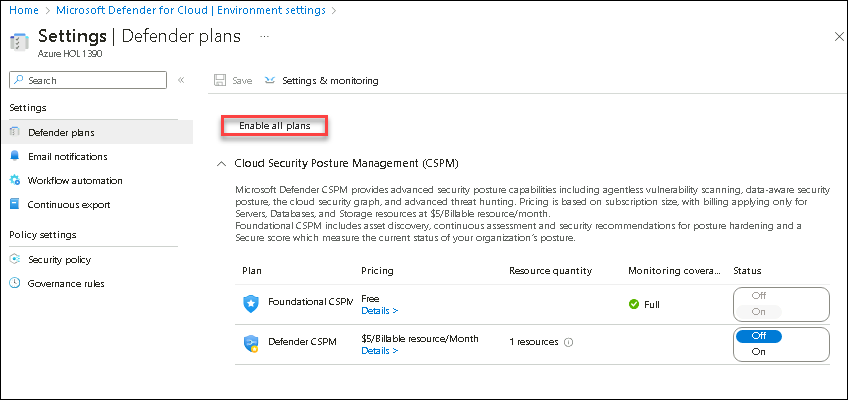 Home > Microsoft Defender for Cloud | Environment settings >
Settings | Defender plans ...
Azure HOL 1390
Search «
Save Settings & monitoring
Settings
Defender plans
Email notifications
Workflow automation
Continuous export
Policy settings
Security policy
Governance rules
Enable all plans
Cloud Security Posture Management (CSPM)
Microsoft Defender CSPM provides advanced security posture capabilities including agentless vulnerability scanning, data-aware security
posture, the cloud security graph, and advanced threat hunting. Pricing is based on subscription size, with billing applying only for
Servers, Databases, and Storage resources at $5/Billable resource/month.
Foundational CSPM includes asset discovery, continuous assessment and security recommendations for posture hardening and a
Secure score which measure the current status of your organization's posture.
Plan Pricing Resource quantity Monitoring covera... Status
Foundational CSPM Free Full Off
Details > On
Defender CSPM $5/Billable resource/Month 1 resources Off
Details > On